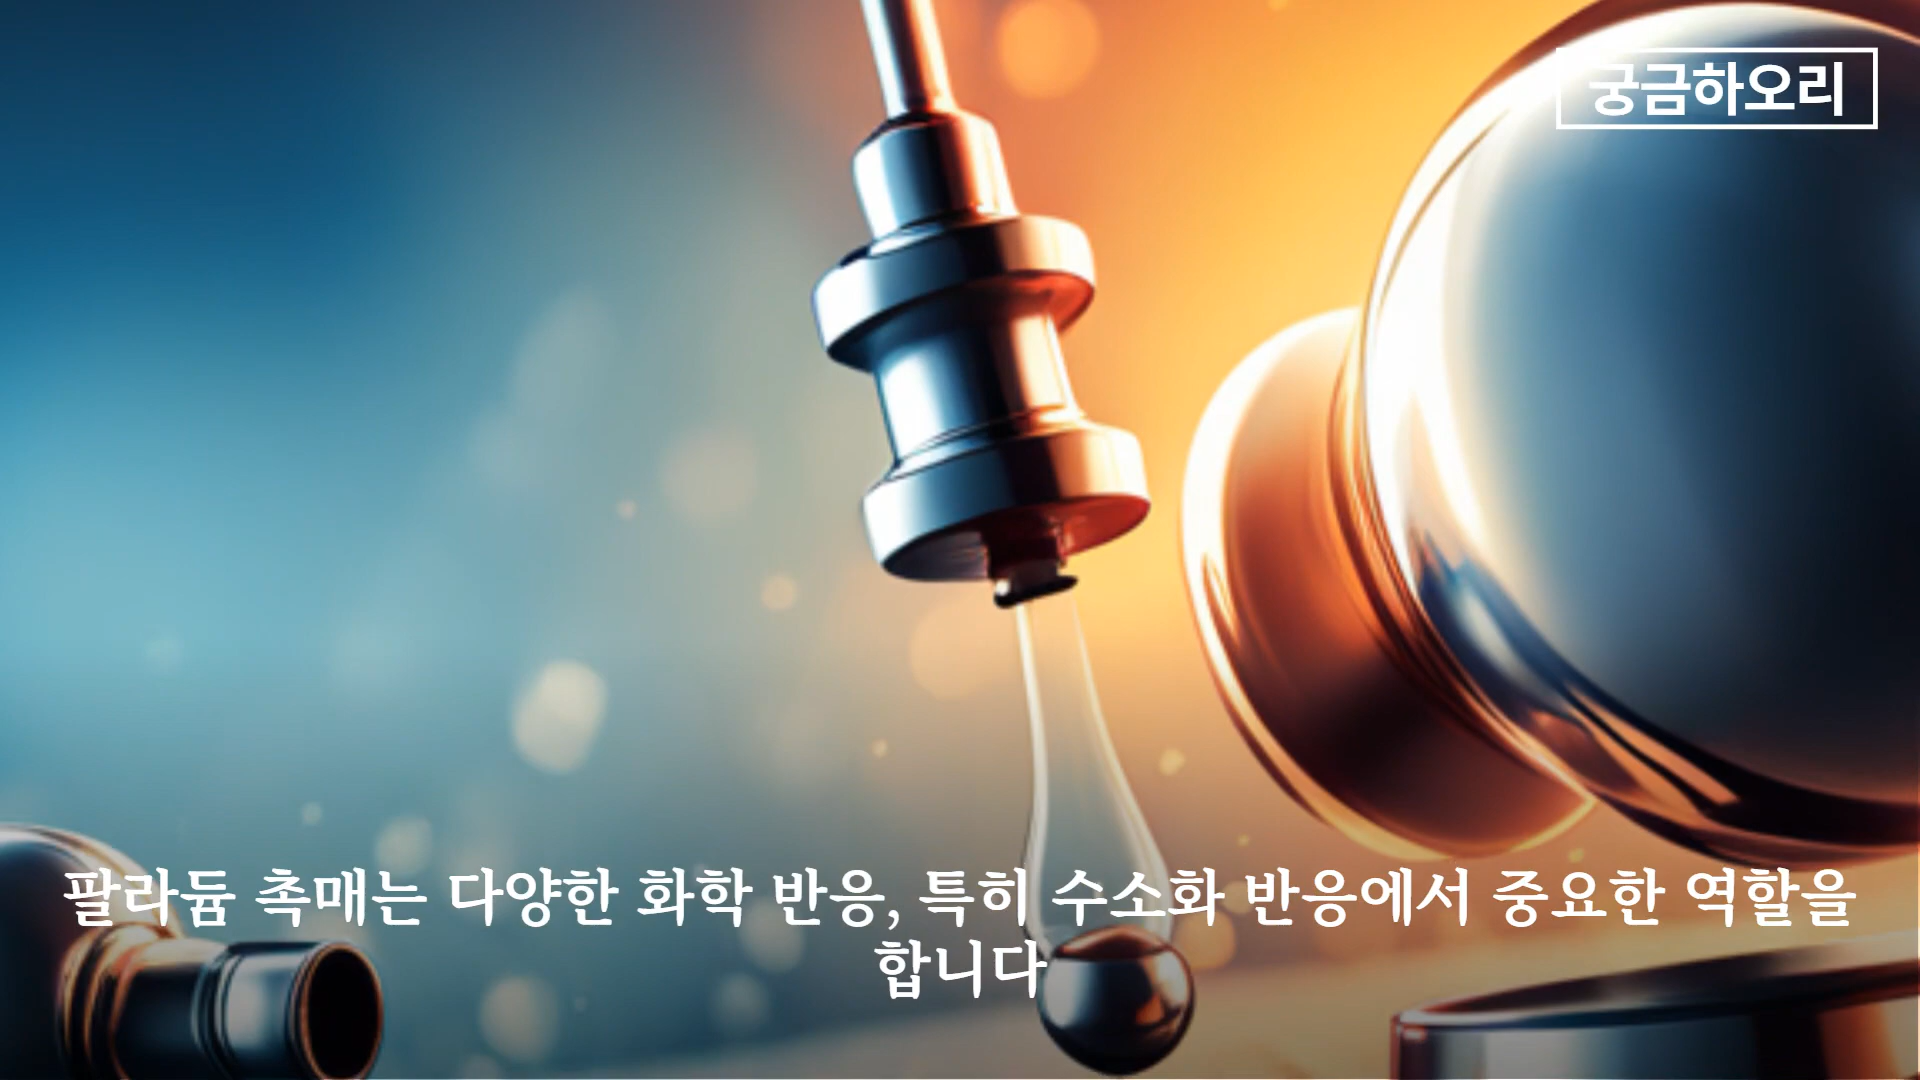 궁금하오리
팔라듐 촉매는 다양한 화학 반응, 특히 수소화 반응에서 중요한 역할을
합니다